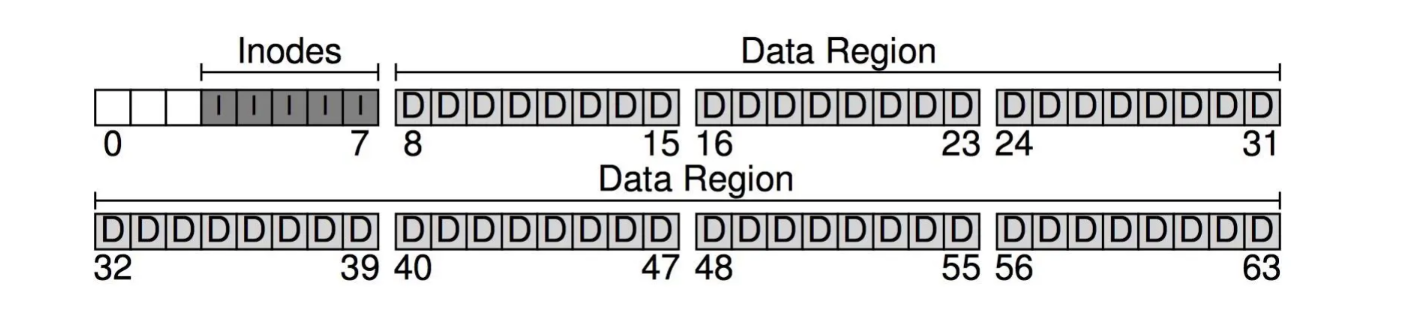 Inodes Data Region
I I I I I D D D D D D D D D D D D D D D D D D D D D D D D
0 7 8 15 16 23 24 31
Data Region
D D D D D D D D D D D D D D D D D D D D D D D D D D D D D D D D
32 39 40 47 48 55 56 63